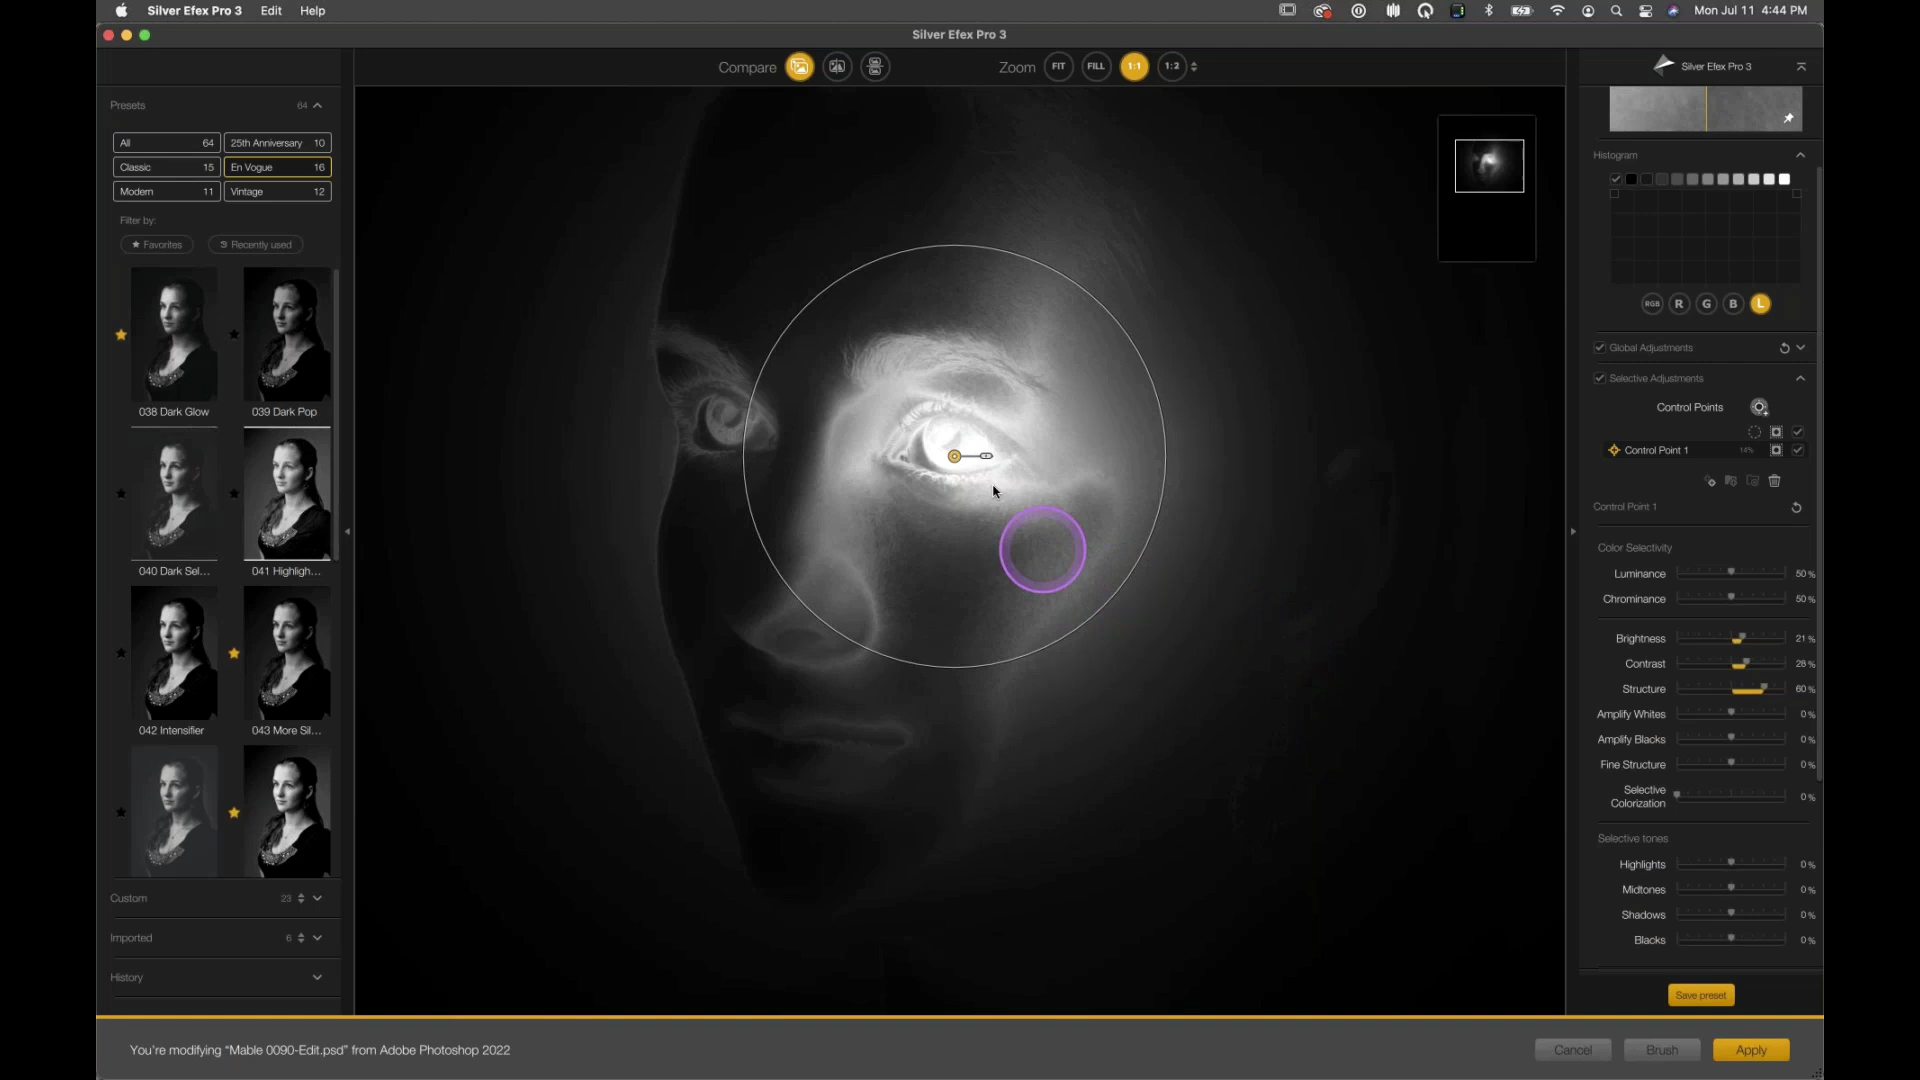 Silver Efex Pro 3 Edit Help
Mon Jul 11 4:44 PM
Silver Efex Pro 3
Compare
Zoom FIT FILL 1:1 1:2
Silver Efex Pro 3
Presets 64
All 64
25th Anniversary 10
Classic 15
En Vogue 16
Modern 11
Vintage 12
Filter by:
Favorites
Recently used
038 Dark Glow
039 Dark Pop
040 Dark Sel...
041 Highligh...
042 Intensifier
043 More Sil...
Custom 23
Imported 6
History
Histogram
RGB R G B L
Global Adjustments
Selective Adjustments
Control Points
Control Point 1 14%
Control Point 1
Color Selectivity
Luminance 50 %
Chrominance 50 %
Brightness 21 %
Contrast 28 %
Structure 60 %
Amplify Whites 0 %
Amplify Blacks 0 %
Fine Structure 0 %
Selective
Colorization 0 %
Selective tones
Highlights 0 %
Midtones 0 %
Shadows 0 %
Blacks 0 %
Save preset
You're modifying "Mable 0090-Edit.psd" from Adobe Photoshop 2022
Cancel
Brush
Apply